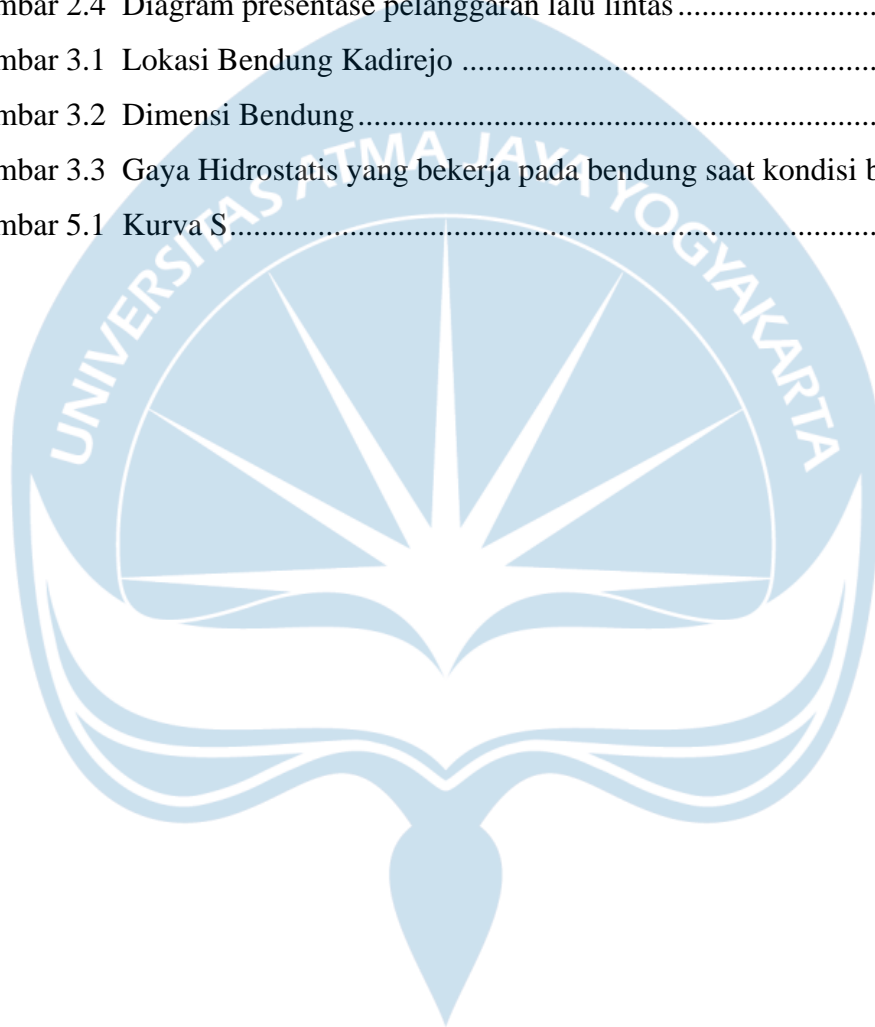 mbar 2.4 Diagram presentase pelanggaran lalu lintas........................
mbar 3.1 Lokasi Bendung Kadirejo ...................................................
mbar 3.2 Dimensi Bendung................................................................
mbar 3.3 Gaya Hidrostatis yang bekerja pada bendung saat kondisi b
mbar 5.1 Kurva S................................................................................
UNIVERSITAS ATMA JAYA YOGYAKARTA